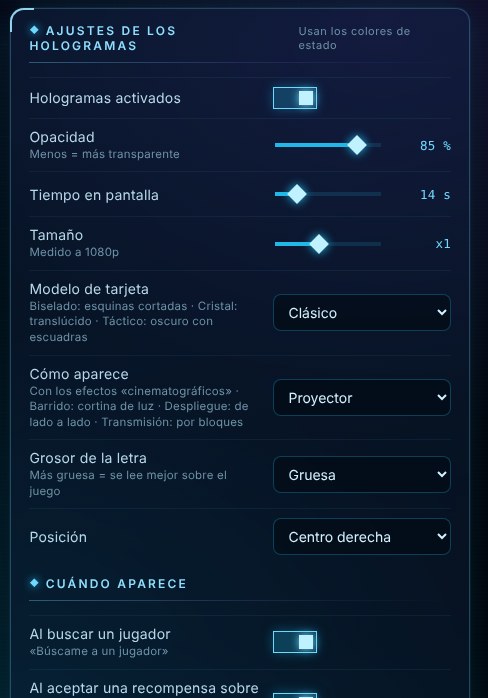 AJUSTES DE LOS
HOLOGRAMAS
Usan los colores de
estado
Hologramas activados
Opacidad
Menos = más transparente
85 %
Tiempo en pantalla
14 s
Tamaño
Medido a 1080p
x1
Modelo de tarjeta
Biselado: esquinas cortadas · Cristal:
translúcido · Táctico: oscuro con
escuadras
Clásico
Cómo aparece
Con los efectos «cinematográficos» ·
Barrido: cortina de luz · Despliegue: de
lado a lado · Transmisión: por bloques
Proyector
Grosor de la letra
Más gruesa = se lee mejor sobre el
juego
Gruesa
Posición
Centro derecha
CUÁNDO APARECE
Al buscar un jugador
«Búscame a un jugador»
Al aceptar una recompensa sobre